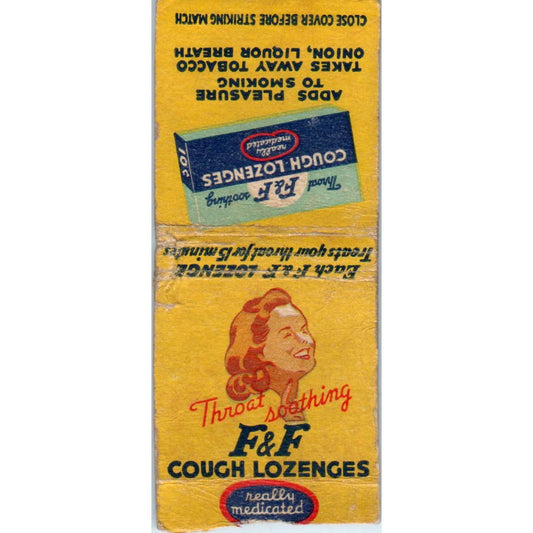 CLOSE COVER BEFORE STRIKING MATCH
ADDS PLEASURE
TO SMOKING
TAKES AWAY TOBACCO
ONION, LIQUOR BREATH
Throat F&F soothing
COUGH LOZENGES
really
medicated
10¢
Each F&F LOZENGE
Treats your throat for 15 minutes
Throat soothing
F&F
COUGH LOZENGES
really
medicated